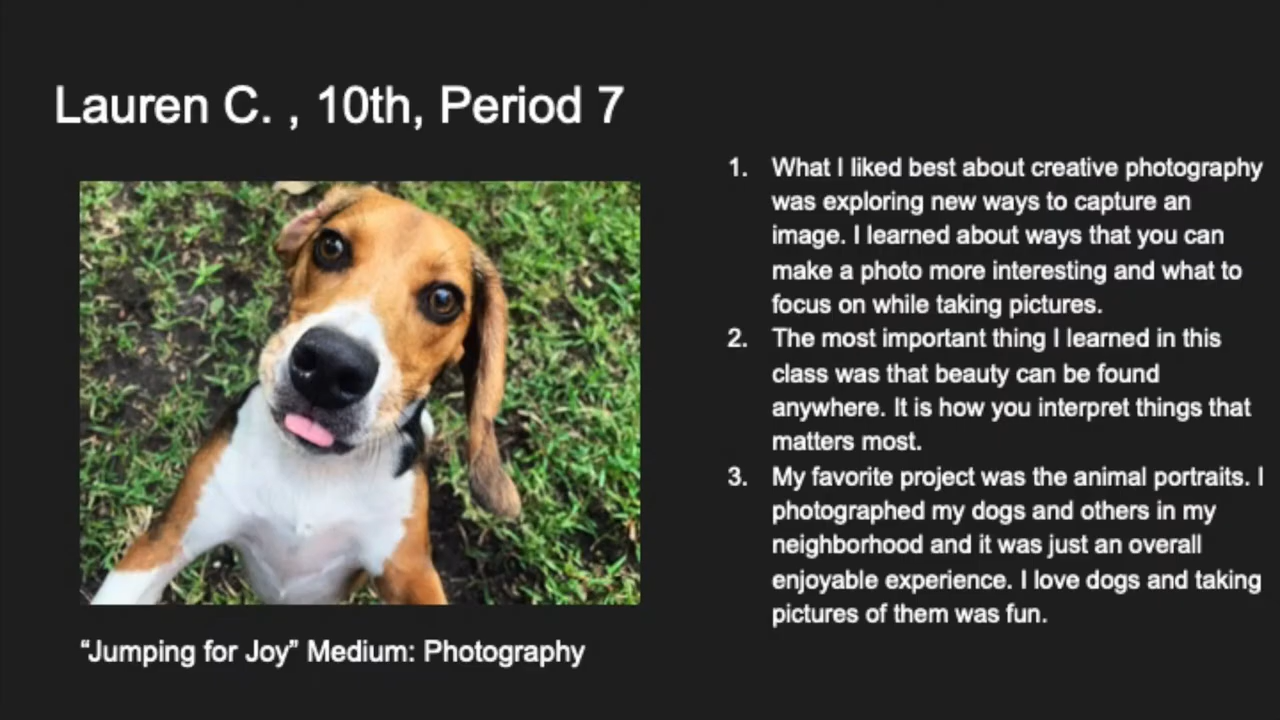 Lauren C. , 10th, Period 7
1. What I liked best about creative photography
was exploring new ways to capture an
image. I learned about ways that you can
make a photo more interesting and what to
focus on while taking pictures.
2. The most important thing I learned in this
class was that beauty can be found
anywhere. It is how you interpret things that
matters most.
3. My favorite project was the animal portraits. I
photographed my dogs and others in my
neighborhood and it was just an overall
enjoyable experience. I love dogs and taking
pictures of them was fun.
“Jumping for Joy” Medium: Photography